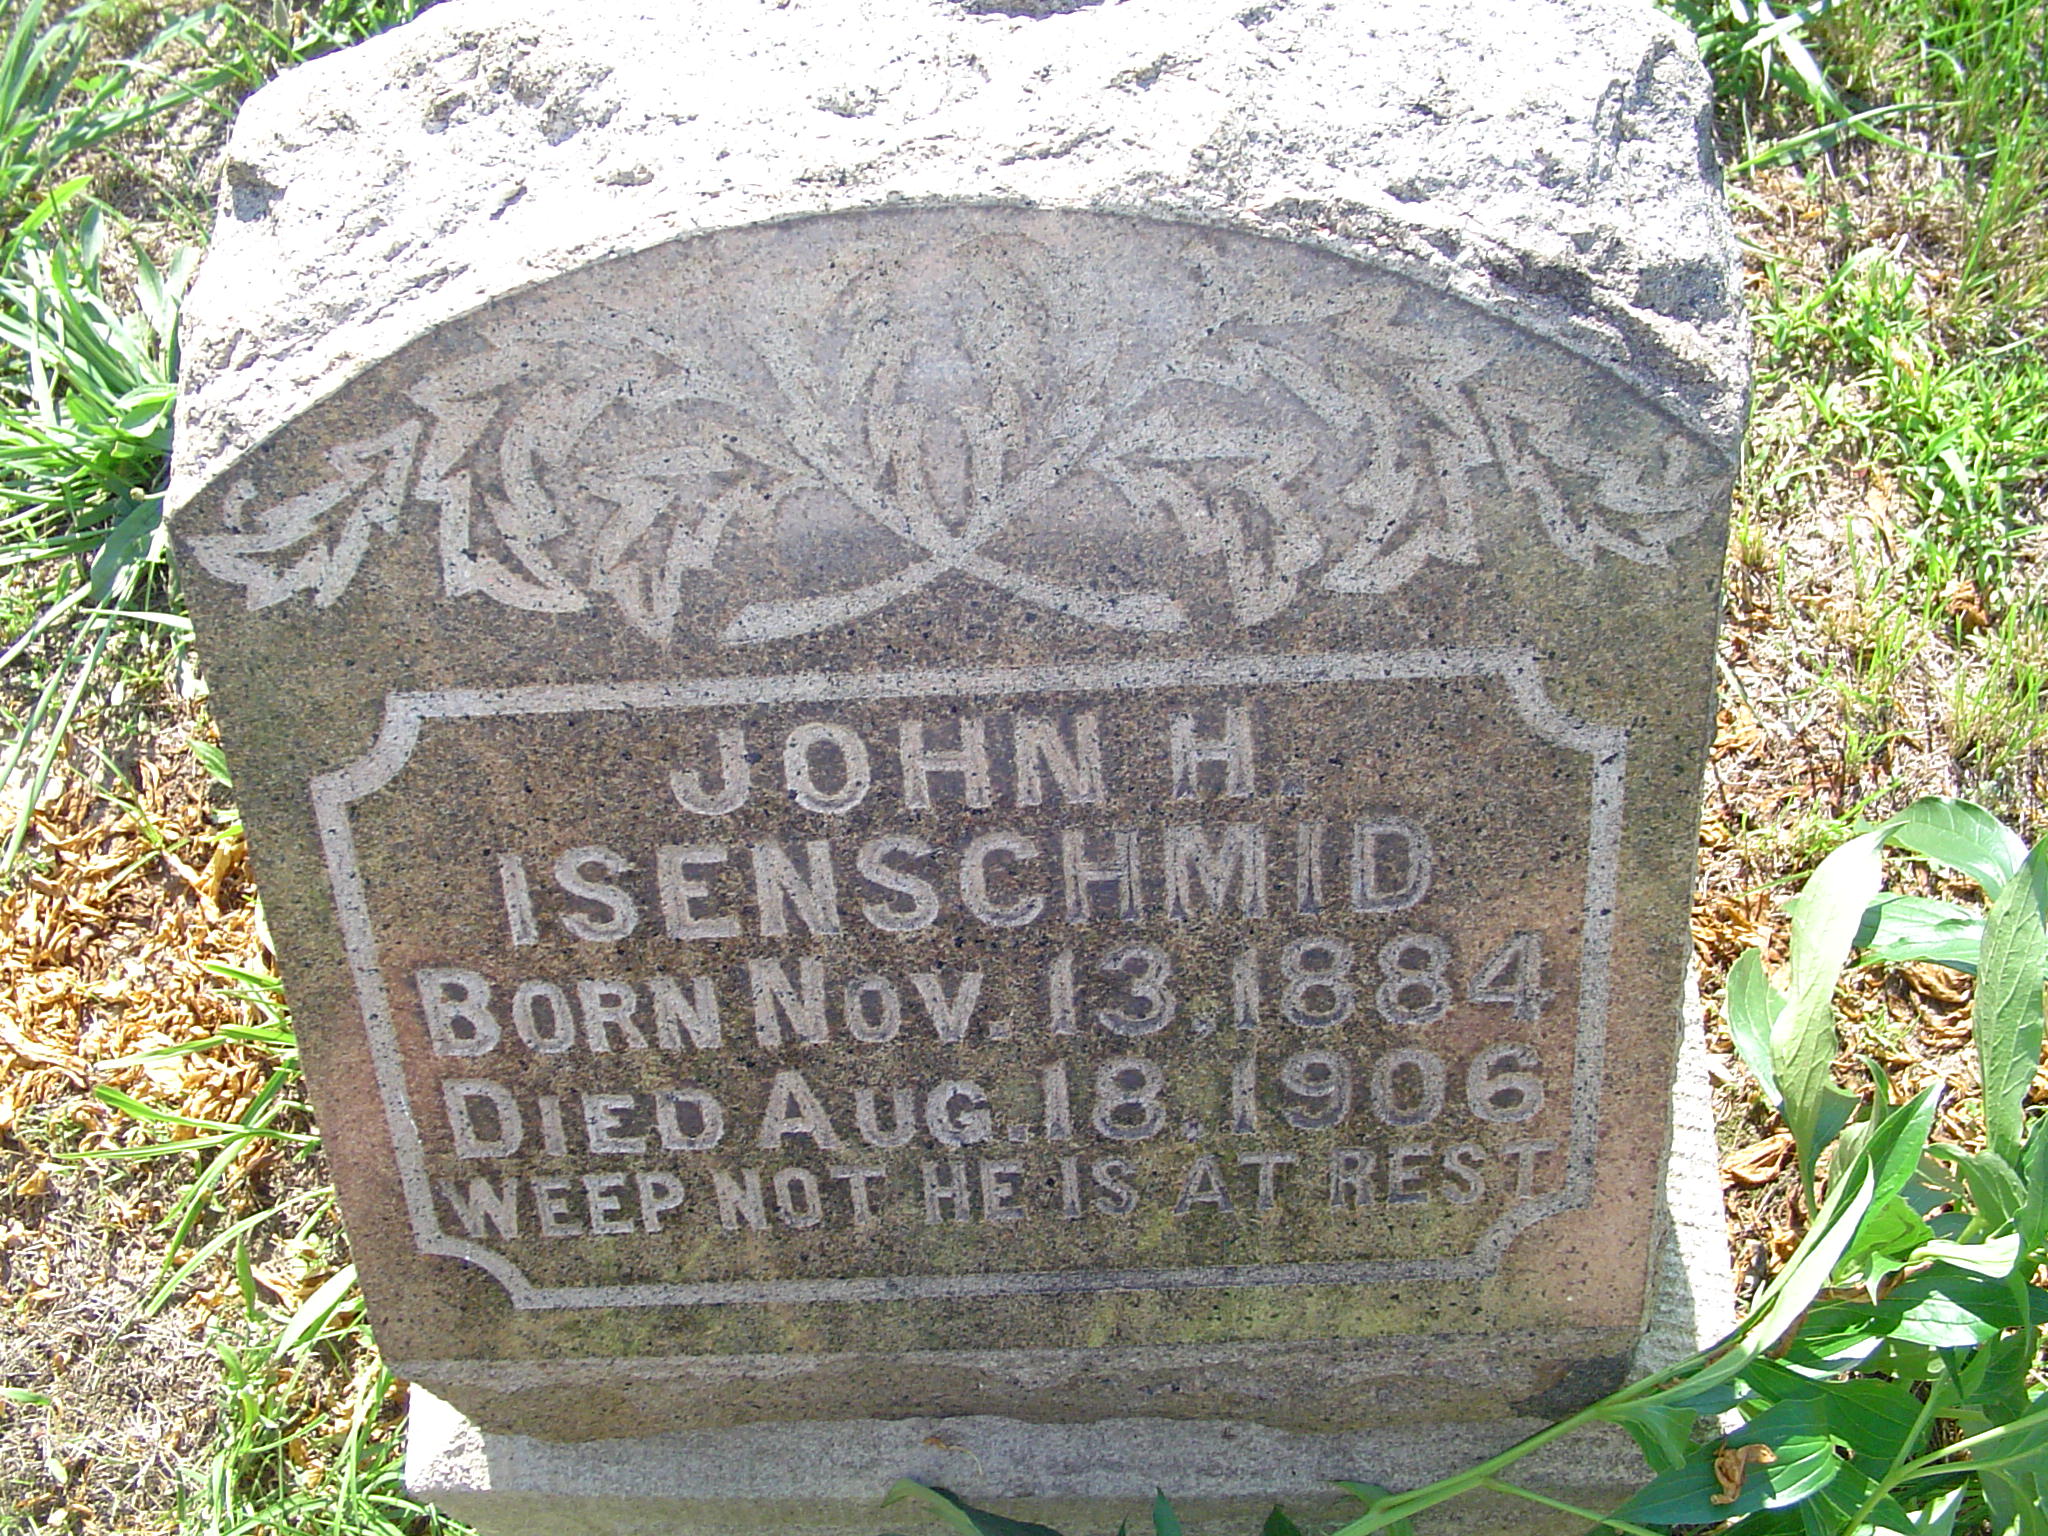 JOHN H.
ISENSCHMID
BORN NOV. 13, 1884
DIED AUG. 18, 1906
WEEP NOT HE IS AT REST